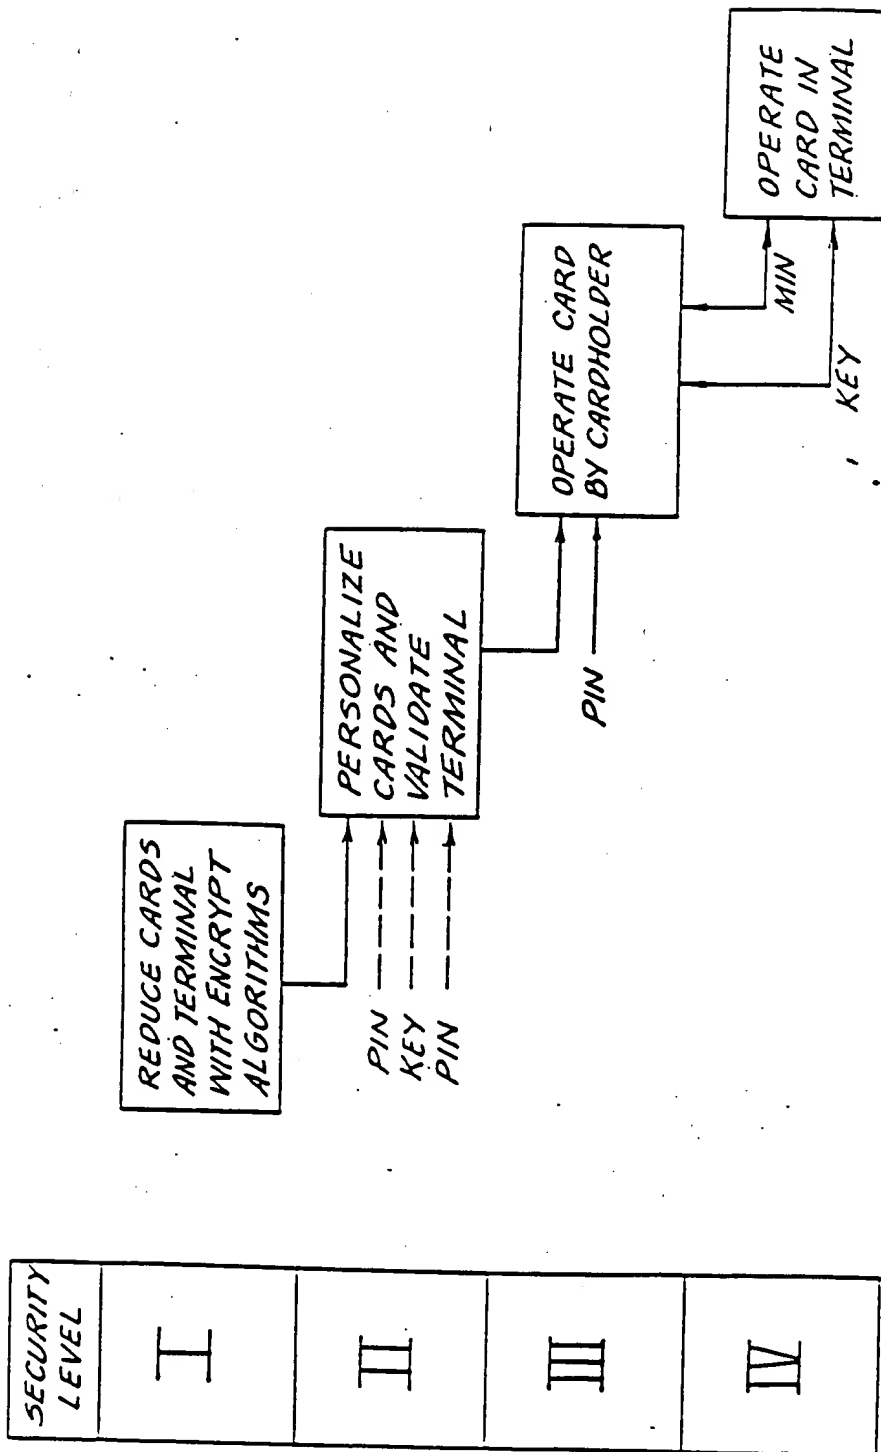 SECURITY
LEVEL
I
REDUCE CARDS
AND TERMINAL
WITH ENCRYPT
ALGORITHMS
II
PIN
KEY
PIN
PERSONALIZE
CARDS AND
VALIDATE
TERMINAL
III
PIN
OPERATE CARD
BY CARDHOLDER
IV
MIN
KEY
OPERATE
CARD IN
TERMINAL